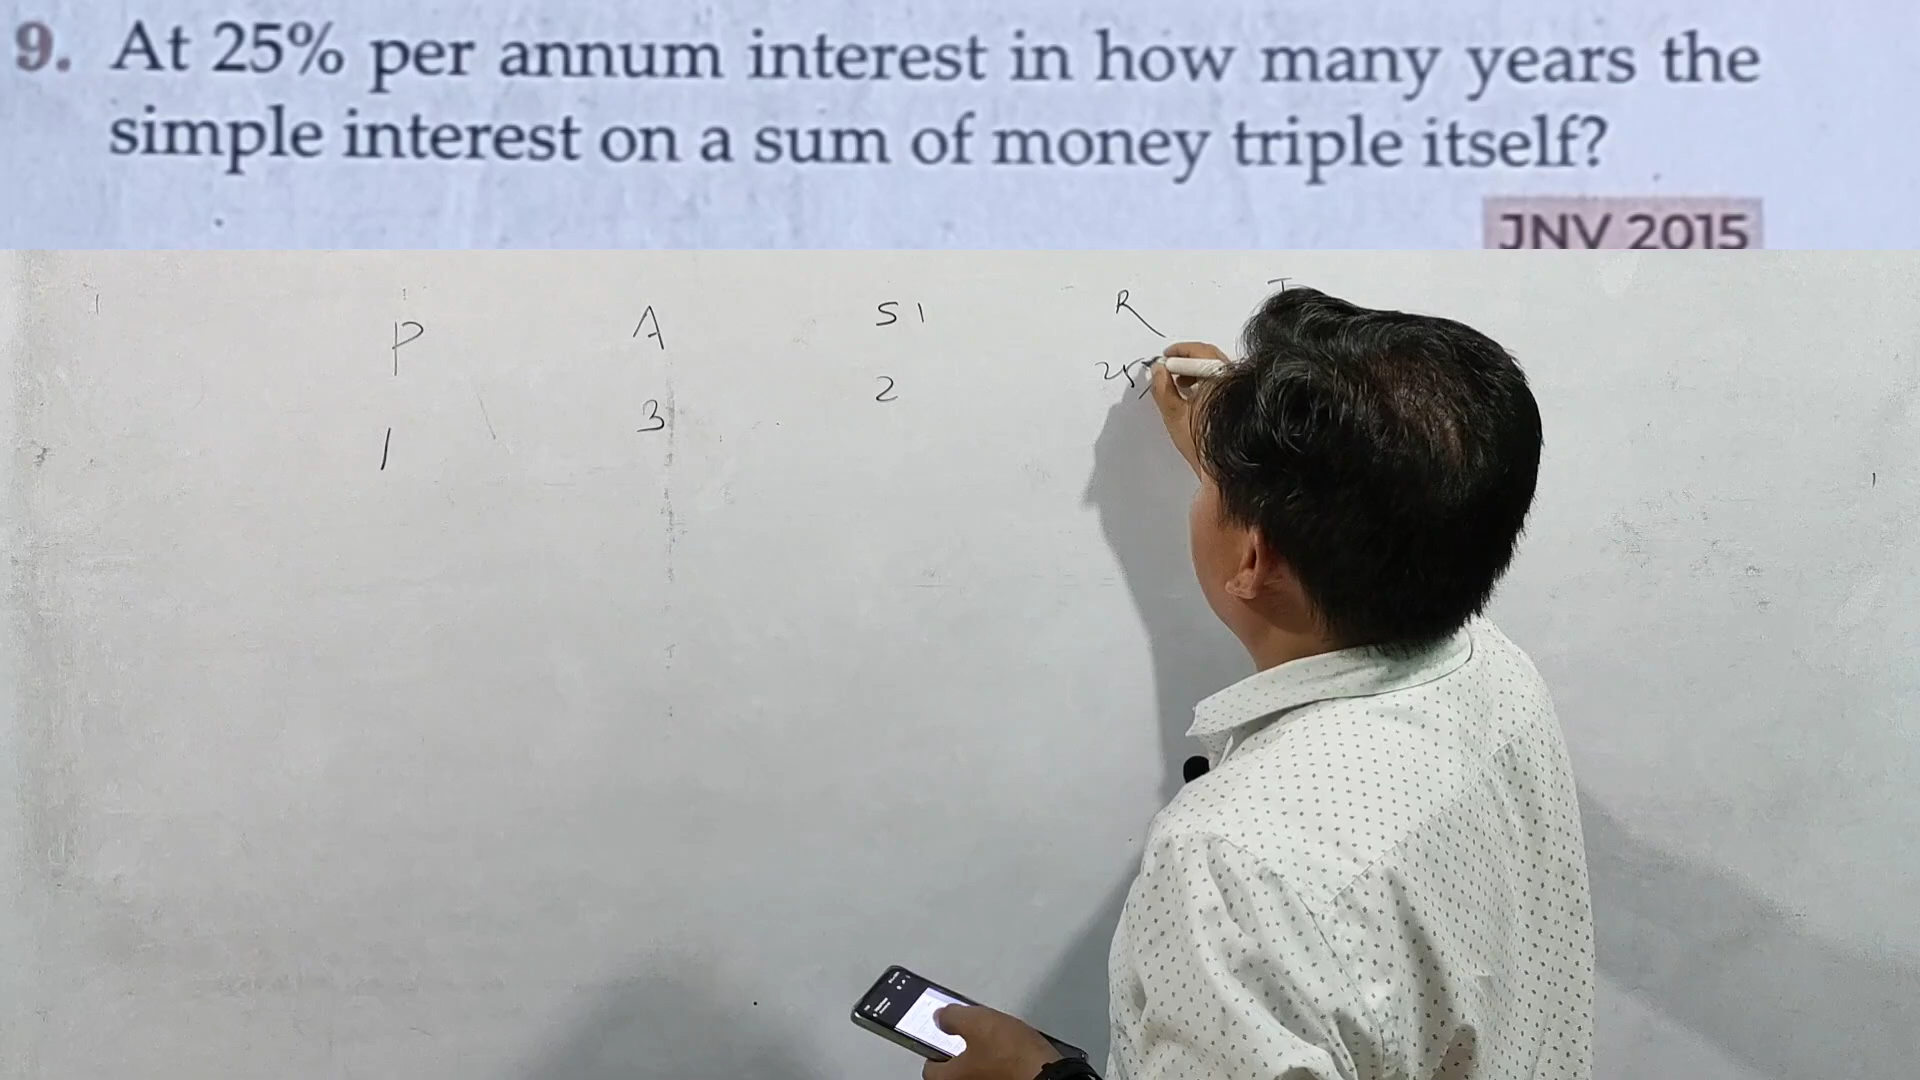 9. At 25% per annum interest in how many years the
simple interest on a sum of money triple itself?
JNV 2015
P A SI R T
1 3 2 25%